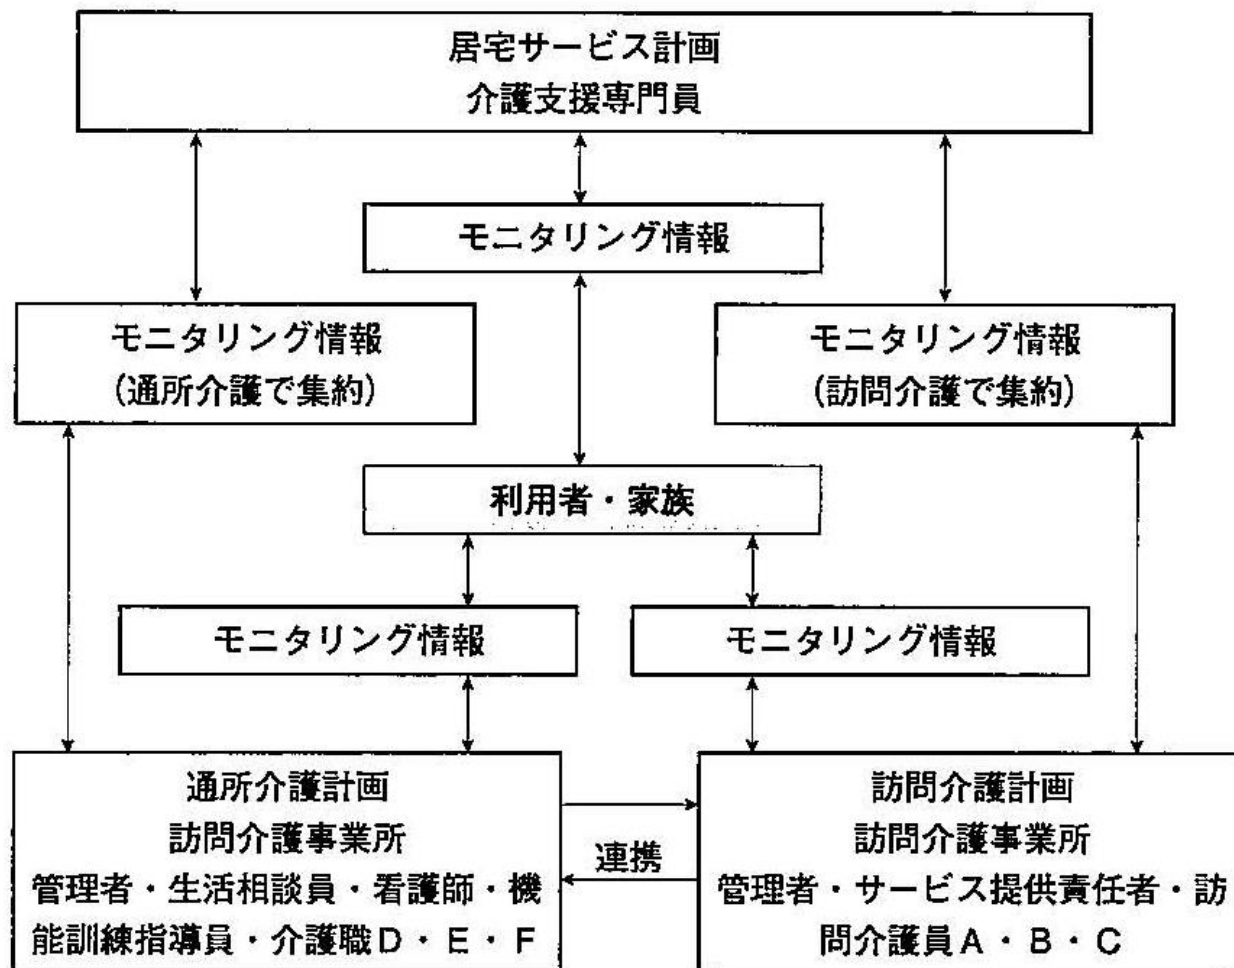 居宅サービス計画
介護支援専門員
モニタリング情報
モニタリング情報
(通所介護で集約)
モニタリング情報
(訪問介護で集約)
利用者・家族
モニタリング情報
モニタリング情報
通所介護計画
訪問介護事業所
管理者・生活相談員・看護師・機
能訓練指導員・介護職D・E・F
連携
訪問介護計画
訪問介護事業所
管理者・サービス提供責任者・訪
問介護員A・B・C